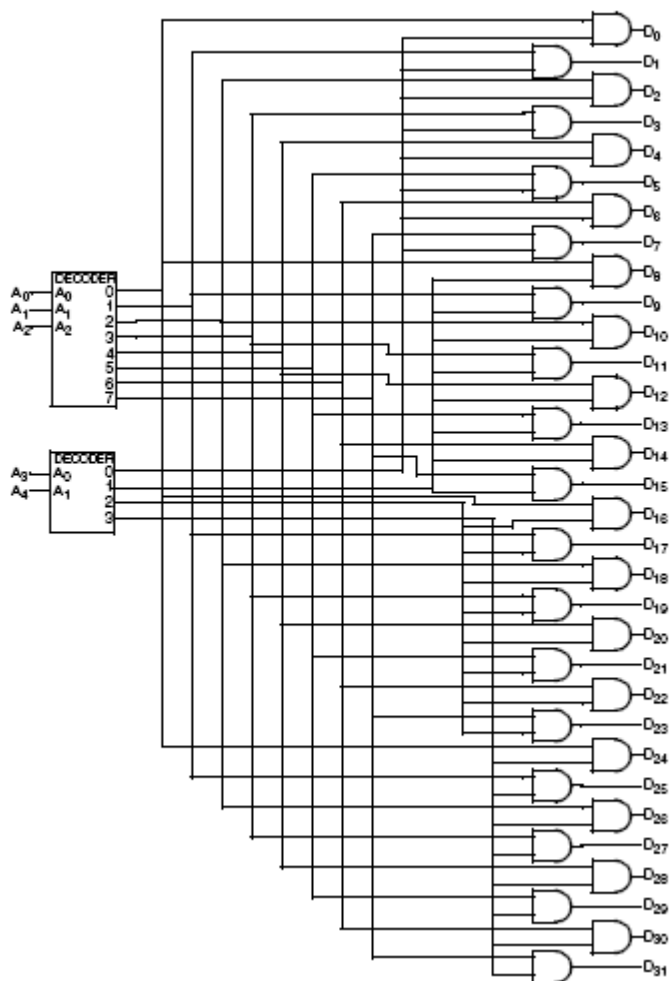 D0
D1
D2
D3
D4
D5
D6
D7
D8
D9
D10
D11
D12
D13
D14
D15
D16
D17
D18
D19
D20
D21
D22
D23
D24
D25
D26
D27
D28
D29
D30
D31
DECODER
A0 A0 0
A1 A1 1
A2 A2 2
3
4
5
6
7
DECODER
A3 A0 0
A4 A1 1
2
3